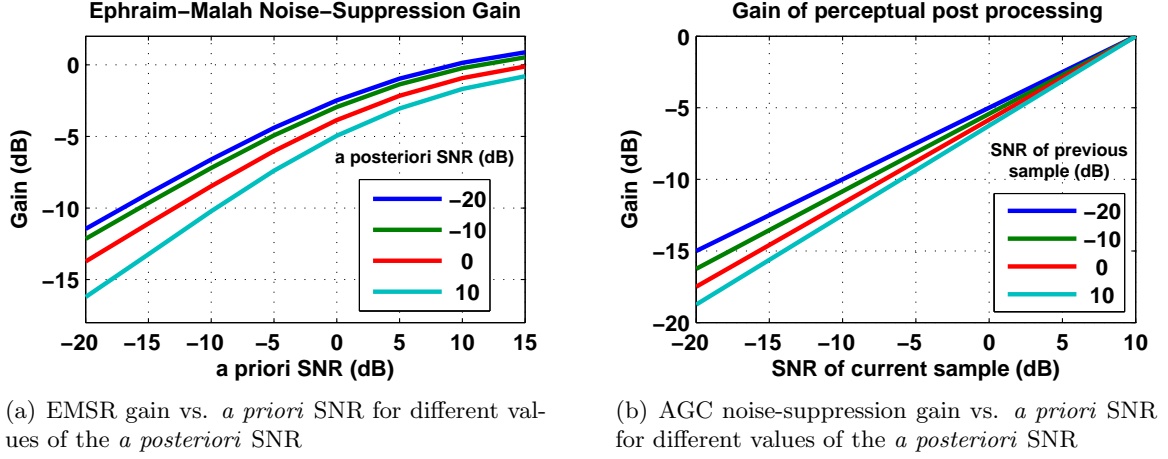 Ephraim−Malah Noise−Suppression Gain
Gain (dB)
0
−5
−10
−15
−20 −15 −10 −5 0 5 10 15
a priori SNR (dB)
a posteriori SNR (dB)
−20
−10
0
10
(a) EMSR gain vs. a priori SNR for different val-
ues of the a posteriori SNR
Gain of perceptual post processing
Gain (dB)
0
−5
−10
−15
−20
−20 −15 −10 −5 0 5 10
SNR of current sample (dB)
SNR of previous
sample (dB)
−20
−10
0
10
(b) AGC noise-suppression gain vs. a priori SNR
for different values of the a posteriori SNR